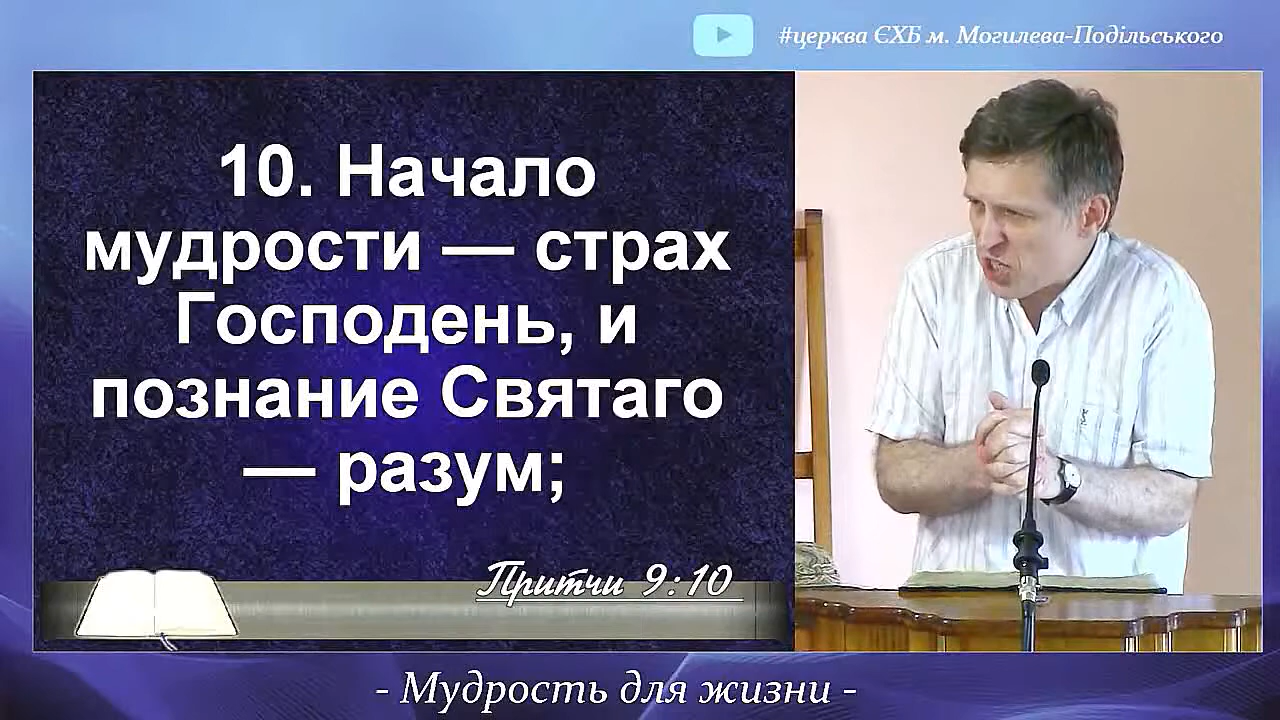 #церква ЄХБ м. Могилева-Подільського
10. Начало
мудрости — страх
Господень, и
познание Святаго
— разум;
Притчи 9:10
- Мудрость для жизни -